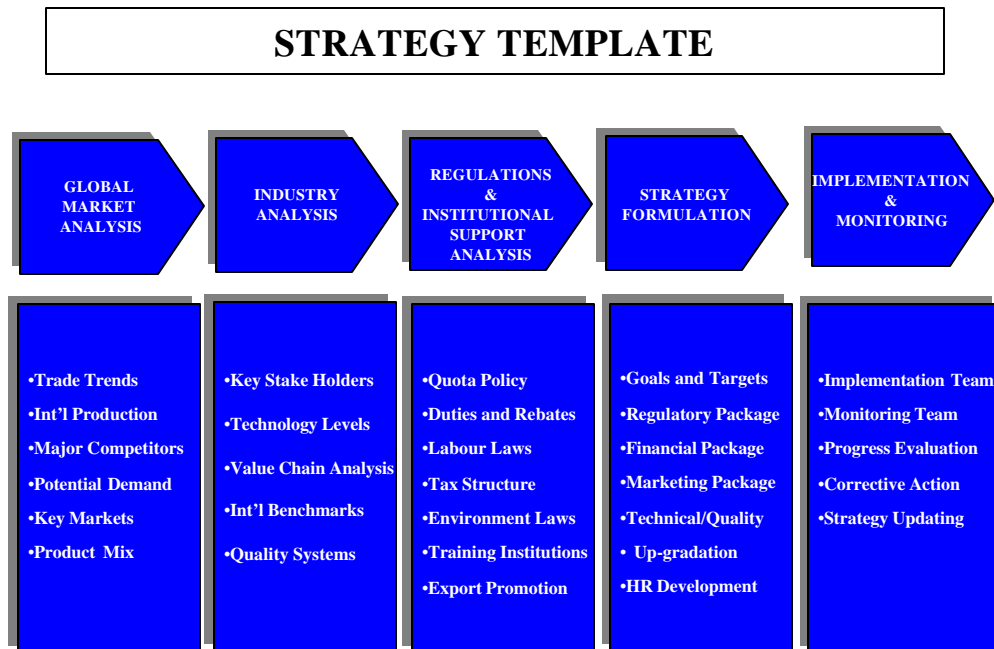 STRATEGY TEMPLATE
GLOBAL
MARKET
ANALYSIS
INDUSTRY
ANALYSIS
REGULATIONS
&
INSTITUTIONAL
SUPPORT
ANALYSIS
STRATEGY
FORMULATION
IMPLEMENTATION
&
MONITORING
•Trade Trends
•Int'l Production
•Major Competitors
•Potential Demand
•Key Markets
•Product Mix
•Key Stake Holders
•Technology Levels
•Value Chain Analysis
•Int'l Benchmarks
•Quality Systems
•Quota Policy
•Duties and Rebates
•Labour Laws
•Tax Structure
•Environment Laws
•Training Institutions
•Export Promotion
•Goals and Targets
•Regulatory Package
•Financial Package
•Marketing Package
•Technical/Quality
• Up-gradation
•HR Development
•Implementation Team
•Monitoring Team
•Progress Evaluation
•Corrective Action
•Strategy Updating